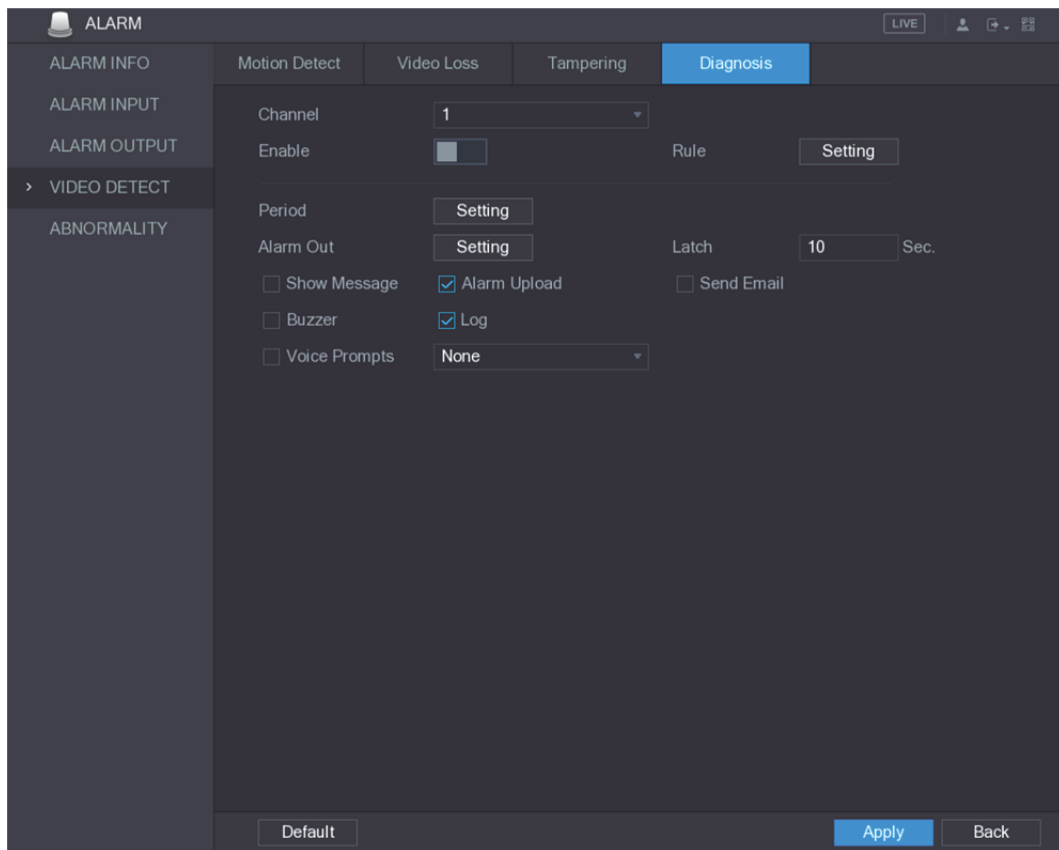 ALARM LIVE
ALARM INFO
ALARM INPUT
ALARM OUTPUT
> VIDEO DETECT
ABNORMALITY
Motion Detect Video Loss Tampering Diagnosis
Channel 1
Enable Rule Setting
Period Setting
Alarm Out Setting Latch 10 Sec.
Show Message Alarm Upload Send Email
Buzzer Log
Voice Prompts None
Default Apply Back